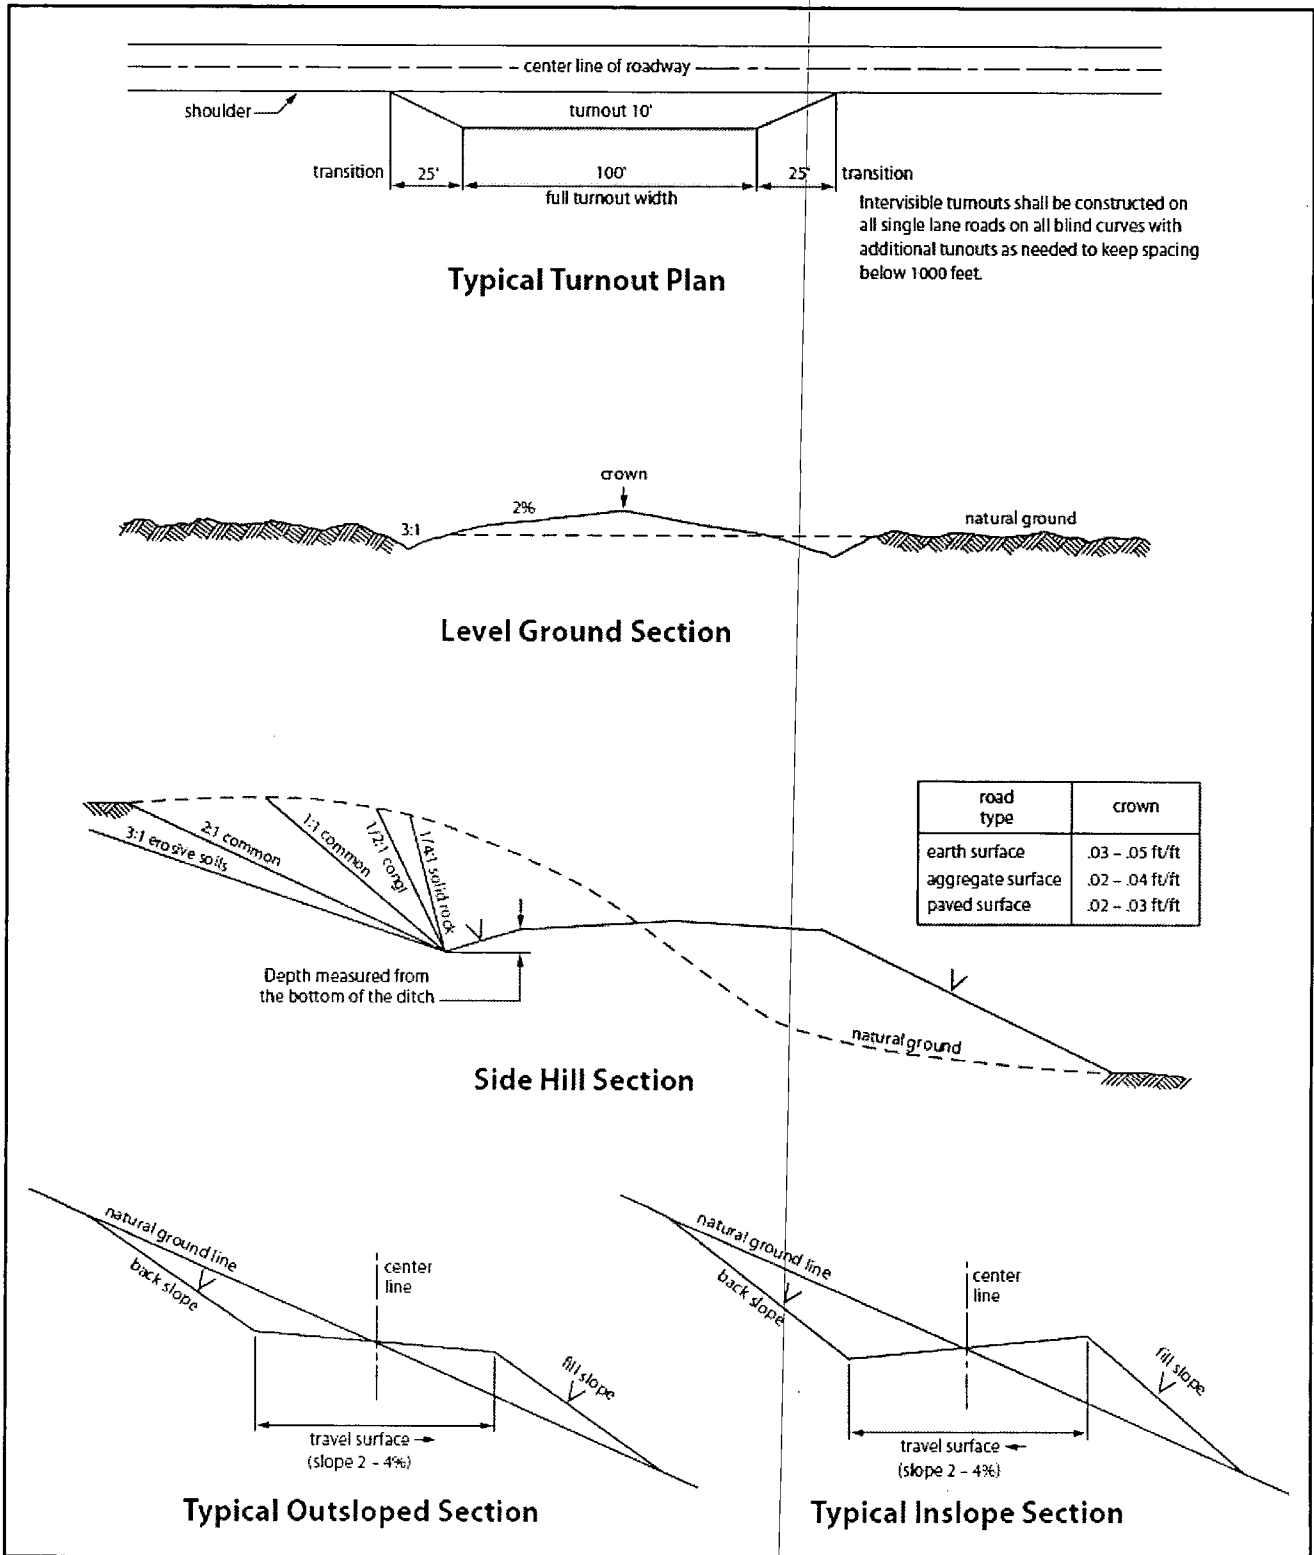 center line of roadway
shoulder
turnout 10'
transition
25'
100'
25'
transition
full turnout width
Intervisible turnouts shall be constructed on
all single lane roads on all blind curves with
additional tunouts as needed to keep spacing
below 1000 feet.
Typical Turnout Plan
crown
2%
3:1
natural ground
Level Ground Section
3:1 erosive soils
2:1 common
1:1 common
1/2:1 congl
1/4:1 solid rock
road
type
crown
earth surface
.03 – .05 ft/ft
aggregate surface
.02 – .04 ft/ft
paved surface
.02 – .03 ft/ft
Depth measured from
the bottom of the ditch
natural ground
Side Hill Section
natural ground line
back slope
center
line
fill slope
travel surface
(slope 2 – 4%)
Typical Outsloped Section
natural ground line
back slope
center
line
fill slope
travel surface
(slope 2 – 4%)
Typical Inslope Section